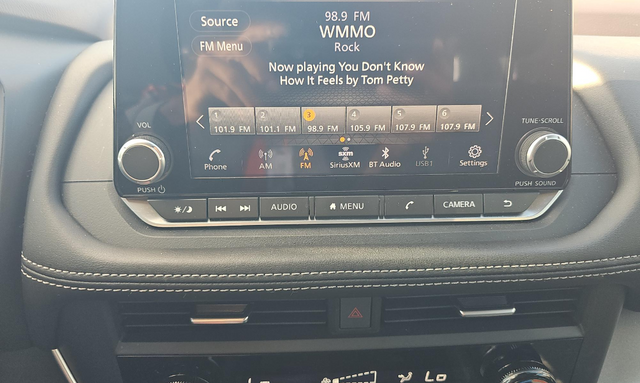 Source
98.9 FM
WMMO
FM Menu
Rock
Now playing You Don't Know
How It Feels by Tom Petty
1 2 3 4 5 6
101.9 FM 101.1 FM 98.9 FM 105.9 FM 107.9 FM 107.9 FM
VOL
TUNE·SCROLL
Phone AM FM SiriusXM BT Audio USB1 Settings
sxm
PUSH
PUSH SOUND
AUDIO MENU CAMERA
Lo